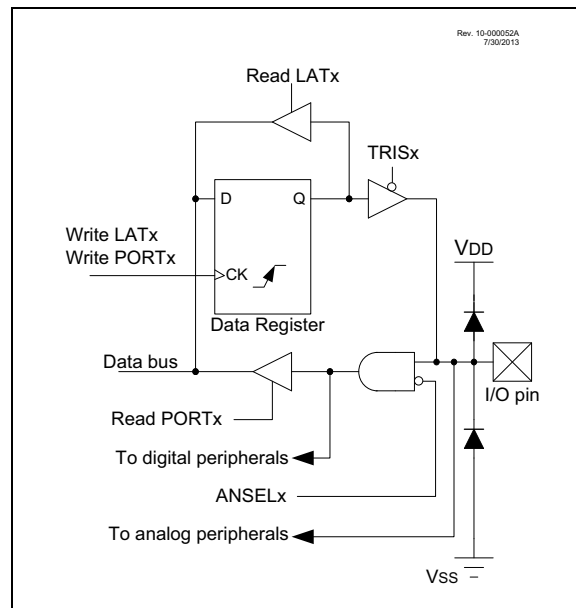 Rev. 10-000052A
7/30/2013
Read LATx
TRISx
D Q
Write LATx
Write PORTx
CK
VDD
Data Register
Data bus
I/O pin
Read PORTx
To digital peripherals
ANSELx
To analog peripherals
VSS